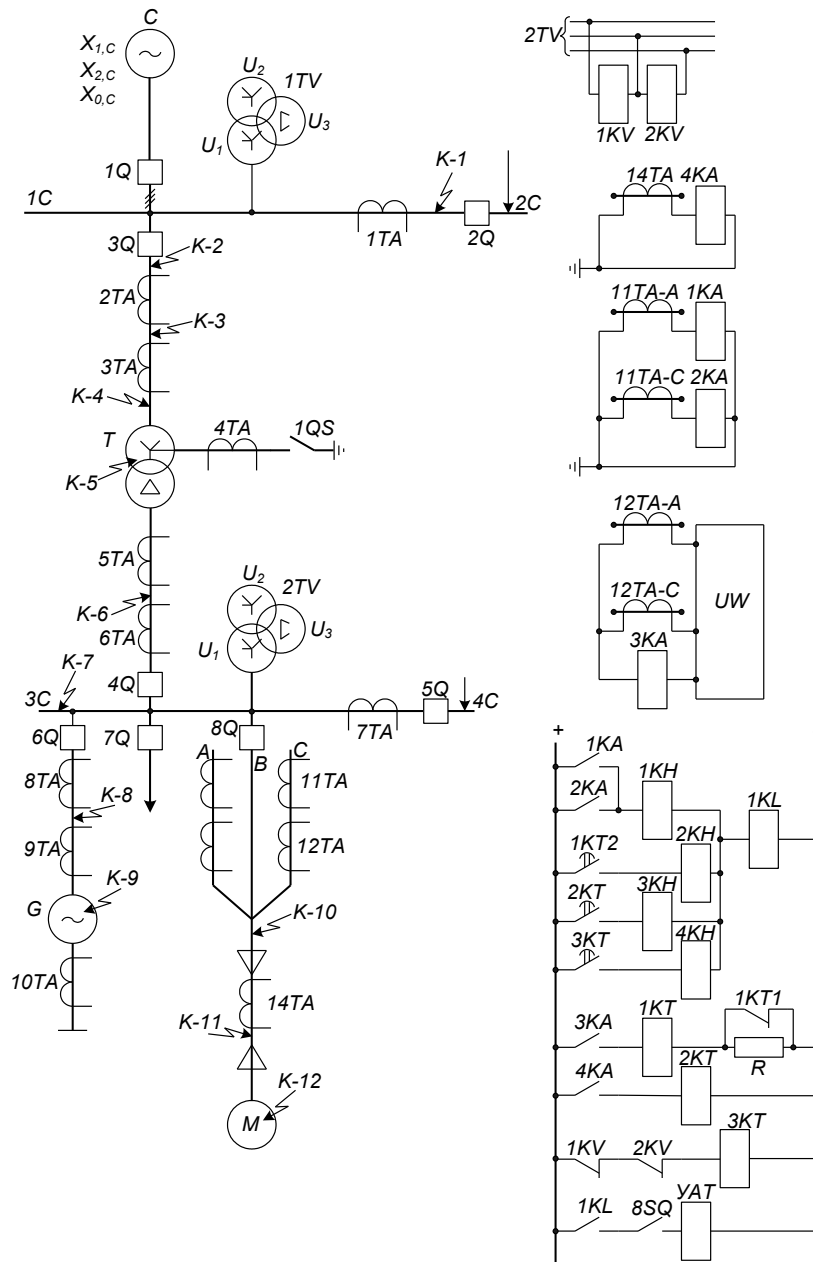 C
X1,C
X2,C
X0,C
U2
1TV
U3
U1
1Q
1C
K-1
2C
1TA
2Q
3Q
K-2
2TA
K-3
3TA
K-4
T
4TA
1QS
K-5
5TA
K-6
6TA
U2
2TV
U3
U1
K-7
3C
4Q
5Q
4C
7TA
6Q
7Q
8Q
A
B
C
8TA
11TA
K-8
9TA
12TA
G
K-9
K-10
10TA
14TA
K-11
K-12
M
2TV
1KV
2KV
14TA
4KA
11TA-A
1KA
11TA-C
2KA
12TA-A
12TA-C
UW
3KA
+
1KA
1KH
2KA
1KL
1KT2
2KH
2KT
3KH
3KT
4KH
3KA
1KT
1KT1
R
4KA
2KT
3KT
1KV
2KV
1KL
8SQ
УАТ